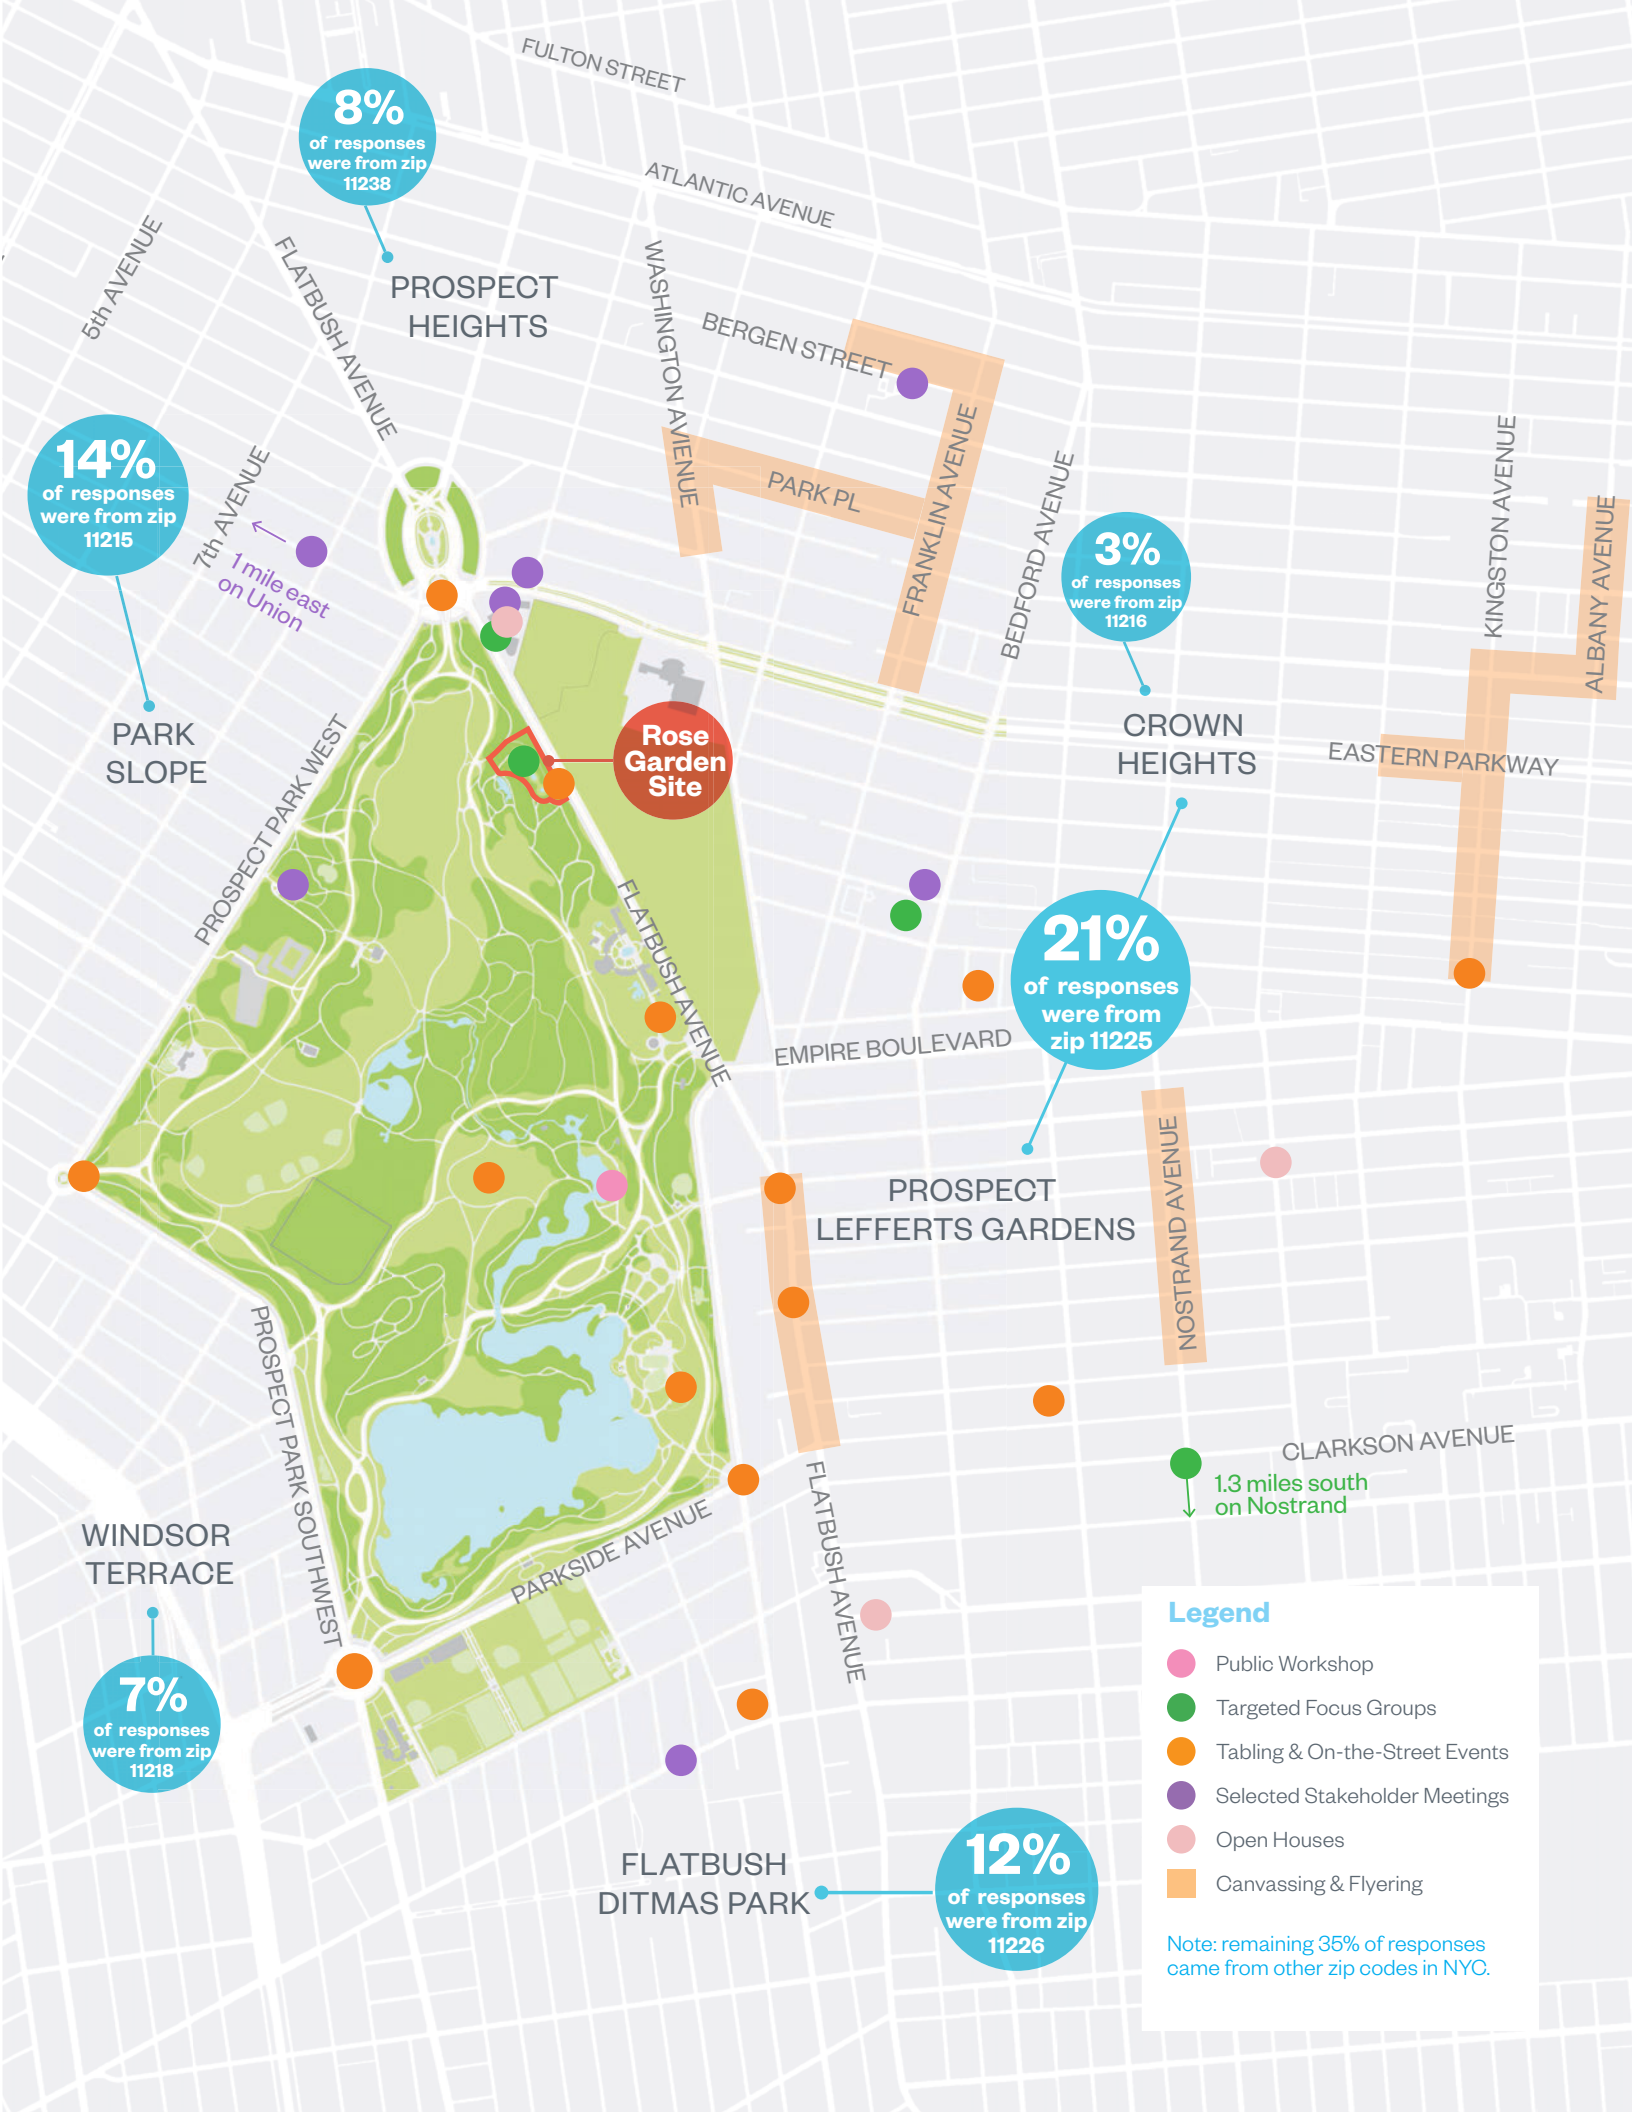 FULTON STREET
8%
of responses
were from zip
11238
ATLANTIC AVENUE
5th AVENUE
FLATBUSH AVENUE
WASHINGTON AVIENUE
PROSPECT
HEIGHTS
BERGEN STREET
14%
of responses
were from zip
11215
7th AVENUE
1 mile east
on Union
PARK PL
FRANKLIN AVENUE
BEDFORD AVENUE
3%
of responses
were from zip
11216
KINGSTON AVENUE
ALBANY AVENUE
PARK
SLOPE
PROSPECT PARK WEST
Rose
Garden
Site
CROWN
HEIGHTS
EASTERN PARKWAY
FLATBUSH AVENUE
21%
of responses
were from
zip 11225
EMPIRE BOULEVARD
PROSPECT
LEFFERTS GARDENS
NOSTRAND AVENUE
PROSPECT PARK SOUTHWEST
CLARKSON AVENUE
1.3 miles south
on Nostrand
PARKSIDE AVENUE
FLATBUSH AVENUE
WINDSOR
TERRACE
7%
of responses
were from zip
11218
FLATBUSH
DITMAS PARK
12%
of responses
were from zip
11226
Legend
Public Workshop
Targeted Focus Groups
Tabling & On-the-Street Events
Selected Stakeholder Meetings
Open Houses
Canvassing & Flyering
Note: remaining 35% of responses
came from other zip codes in NYC.